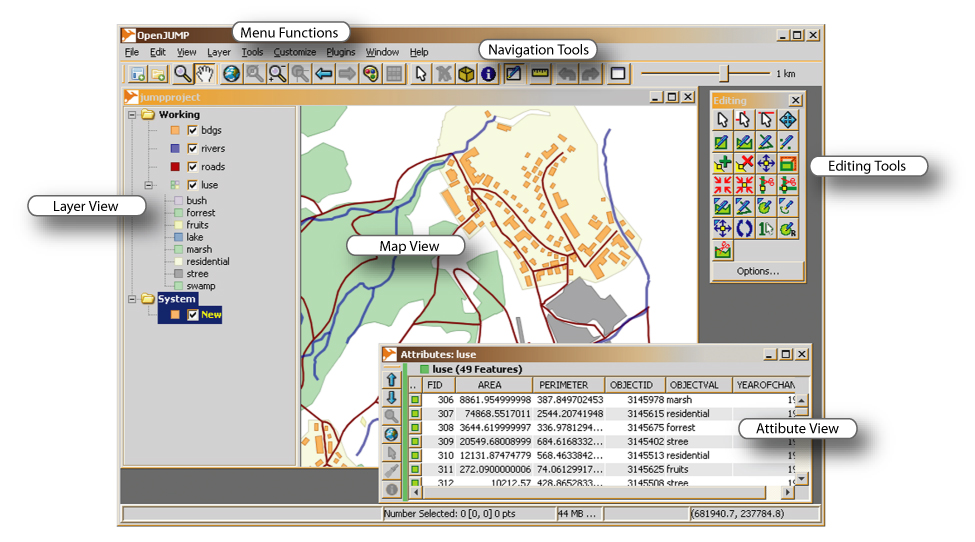 Menu Functions
OpenJUMP
File Edit View Layer Tools Customize Plugins Window Help
Navigation Tools
1 km
jumpproject
Editing
Working
bdgs
rivers
roads
luse
Editing Tools
Layer View
bush
forrest
fruits
lake
marsh
residential
stree
swamp
Map View
System
New
1
R
Options...
Attributes: luse
luse (49 Features)
.. FID AREA PERIMETER OBJECTID OBJECTVAL YEAROFCHAN
306 8861.954999998 387.849702453 3145978 marsh 19
307 74868.5517011 2544.20741948 3145615 residential 19
308 3644.619999997 336.9781294... 3145675 forrest
309 20549.68008999 684.6168332... 3145402 stree
310 12131.87474779 568.4633842... 3145513 residential 19
311 272.0900000006 74.06129917... 3145625 fruits 19
312 10212.57 428.8652833... 3145508 stree 19
Attibute View
Number Selected: 0 [0, 0] 0 pts 44 MB ... (681940.7, 237784.8)